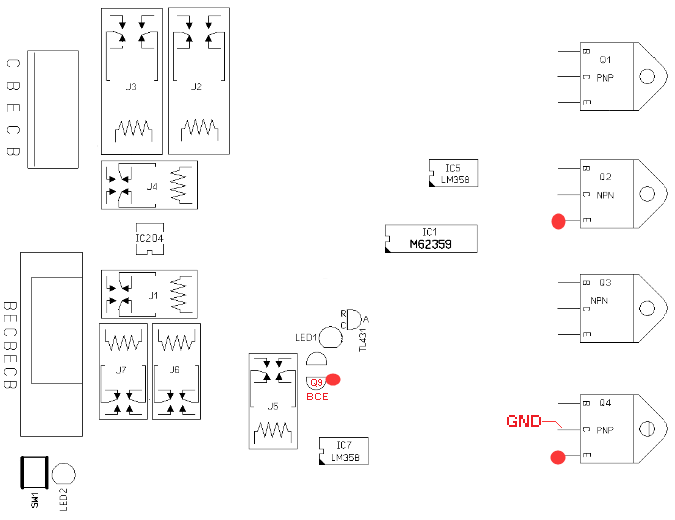 C B E C B
J3
J2
J4
IC204
J1
BECBECB
J7
J6
SW1
LED2
J5
LED1
R
C
A
TL431
Q9
BCE
IC7
LM358
IC5
LM358
IC1
M62359
B
C
E
Q1
PNP
B
C
E
Q2
NPN
B
C
E
Q3
NPN
B
C
E
Q4
PNP
GND